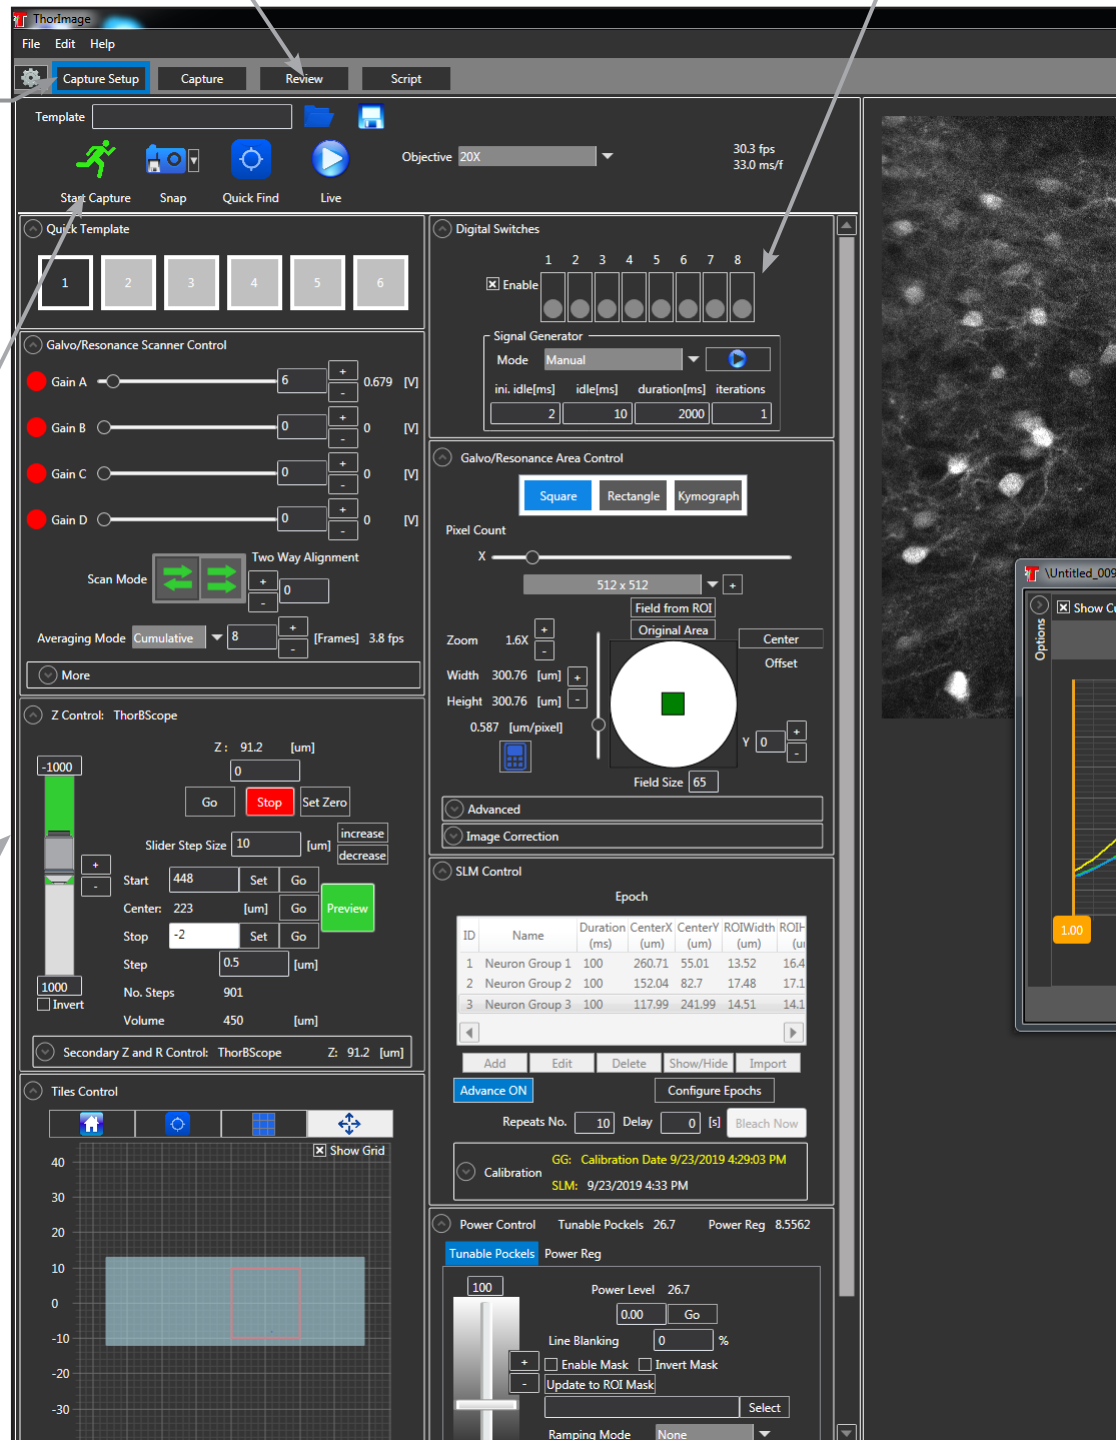 ThorImage
File Edit Help
Capture Setup Capture Review Script
Template
Start Capture Snap Quick Find Live
Objective 20X
30.3 fps
33.0 ms/f
Quick Template
1 2 3 4 5 6
Galvo/Resonance Scanner Control
Gain A 6 + - 0.679 [V]
Gain B 0 + - 0 [V]
Gain C 0 + - 0 [V]
Gain D 0 + - 0 [V]
Two Way Alignment
Scan Mode + - 0
Averaging Mode Cumulative 8 + - [Frames] 3.8 fps
More
Z Control: ThorBScope
Z : 91.2 [um]
-1000
0
Go Stop Set Zero
Slider Step Size 10 [um] increase
decrease
+ -
Start 448 Set Go
Center: 223 [um] Go Preview
Stop -2 Set Go
Step 0.5 [um]
1000
Invert
No. Steps 901
Volume 450 [um]
Secondary Z and R Control: ThorBScope Z: 91.2 [um]
Tiles Control
Show Grid
40
30
20
10
0
-10
-20
-30
Digital Switches
1 2 3 4 5 6 7 8
Enable
Signal Generator
Mode Manual
ini. idle[ms] idle[ms] duration[ms] iterations
2 10 2000 1
Galvo/Resonance Area Control
Square Rectangle Kymograph
Pixel Count
X
512 x 512 +
Field from ROI
Original Area
Zoom 1.6X + -
Center
Offset
Width 300.76 [um] +
Height 300.76 [um] -
0.587 [um/pixel]
Y 0 + -
Field Size 65
Advanced
Image Correction
SLM Control
Epoch
ID Name Duration (ms) CenterX (um) CenterY (um) ROIWidth (um)
1 Neuron Group 1 100 260.71 55.01 13.52 16.4
2 Neuron Group 2 100 152.04 82.7 17.48 17.1
3 Neuron Group 3 100 117.99 241.99 14.51 14.1
Add Edit Delete Show/Hide Import
Advance ON Configure Epochs
Repeats No. 10 Delay 0 [s] Bleach Now
Calibration GG: Calibration Date 9/23/2019 4:29:03 PM
SLM: 9/23/2019 4:33 PM
Power Control Tunable Pockels 26.7 Power Reg 8.5562
Tunable Pockels Power Reg
100
Power Level 26.7
0.00 Go
Line Blanking 0 %
+ -
Enable Mask Invert Mask
Update to ROI Mask
Select
Ramping Mode None
\Untitled_009
Show Cu
Options
1.00